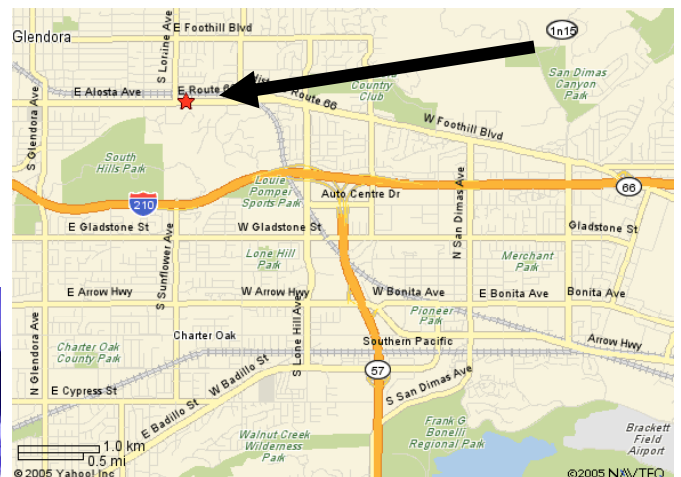 Glendora
E Foothill Blvd
1n15
S Loraine Ave
E Alosta Ave
E Route 66
Route 66
Country
Club
San Dimas
Canyon
Park
W Foothill Blvd
S Glendora Ave
South
Hills Park
Louie
Pomper
Sports Park
Auto Centre Dr
N San Dimas Ave
66
210
E Gladstone St
W Gladstone St
Gladstone St
S Sunflower Ave
Lone Hill
Park
Merchant
Park
E Arrow Hwy
W Arrow Hwy
W Bonita Ave
E Bonita Ave
Bonita Ave
N Glendora Ave
S Lone Hill Ave
Pioneer
Park
Charter Oak
Charter Oak
County Park
Southern Pacific
Arrow Hwy
57
E Cypress St
W Badillo St
E Badillo St
S San Dimas Ave
Walnut Creek
Wilderness
Park
Frank G
Bonelli
Regional Park
Brackett
Field
Airport
1.0 km
0.5 mi
©2005 Yahoo! Inc
©2005 NAVTEQ